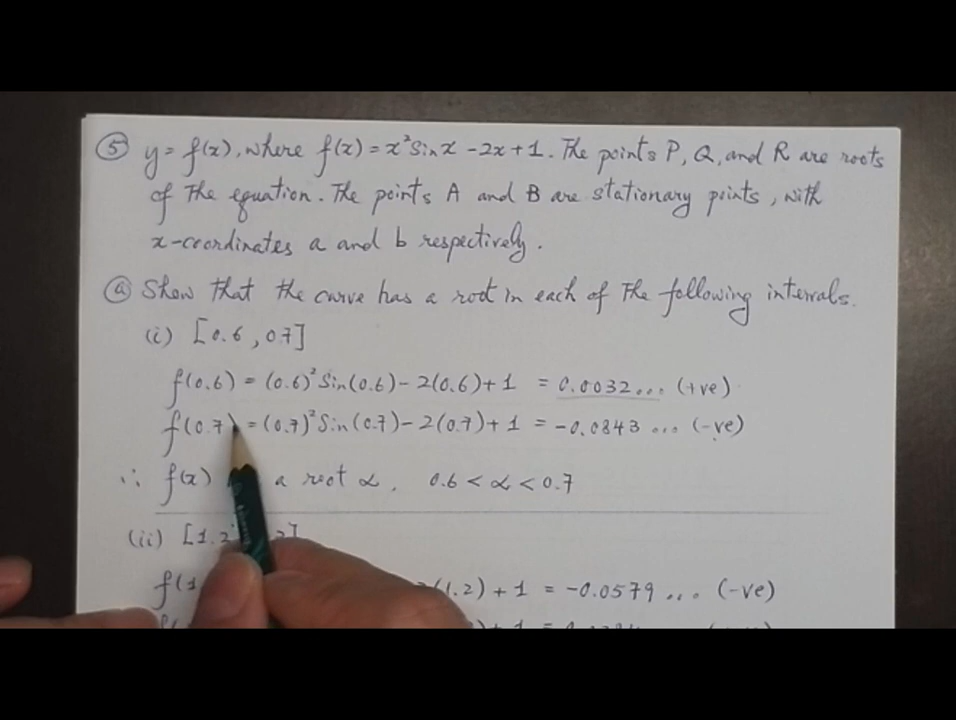 ⑤ y = f(x), where f(x) = x² Sin x - 2x + 1. The points P, Q, and R are roots
of the equation. The points A and B are stationary points, with
x-coordinates a and b respectively.
ⓐ Show that the curve has a root in each of the following intervals.
(i) [0.6, 0.7]
f(0.6) = (0.6)² Sin(0.6) - 2(0.6) + 1 = 0.0032... (+ve)
f(0.7) = (0.7)² Sin(0.7) - 2(0.7) + 1 = -0.0843... (-ve)
∴ f(x) a root α, 0.6 < α < 0.7
(ii) [1.2
f(1 (1.2) + 1 = -0.0579... (-ve)